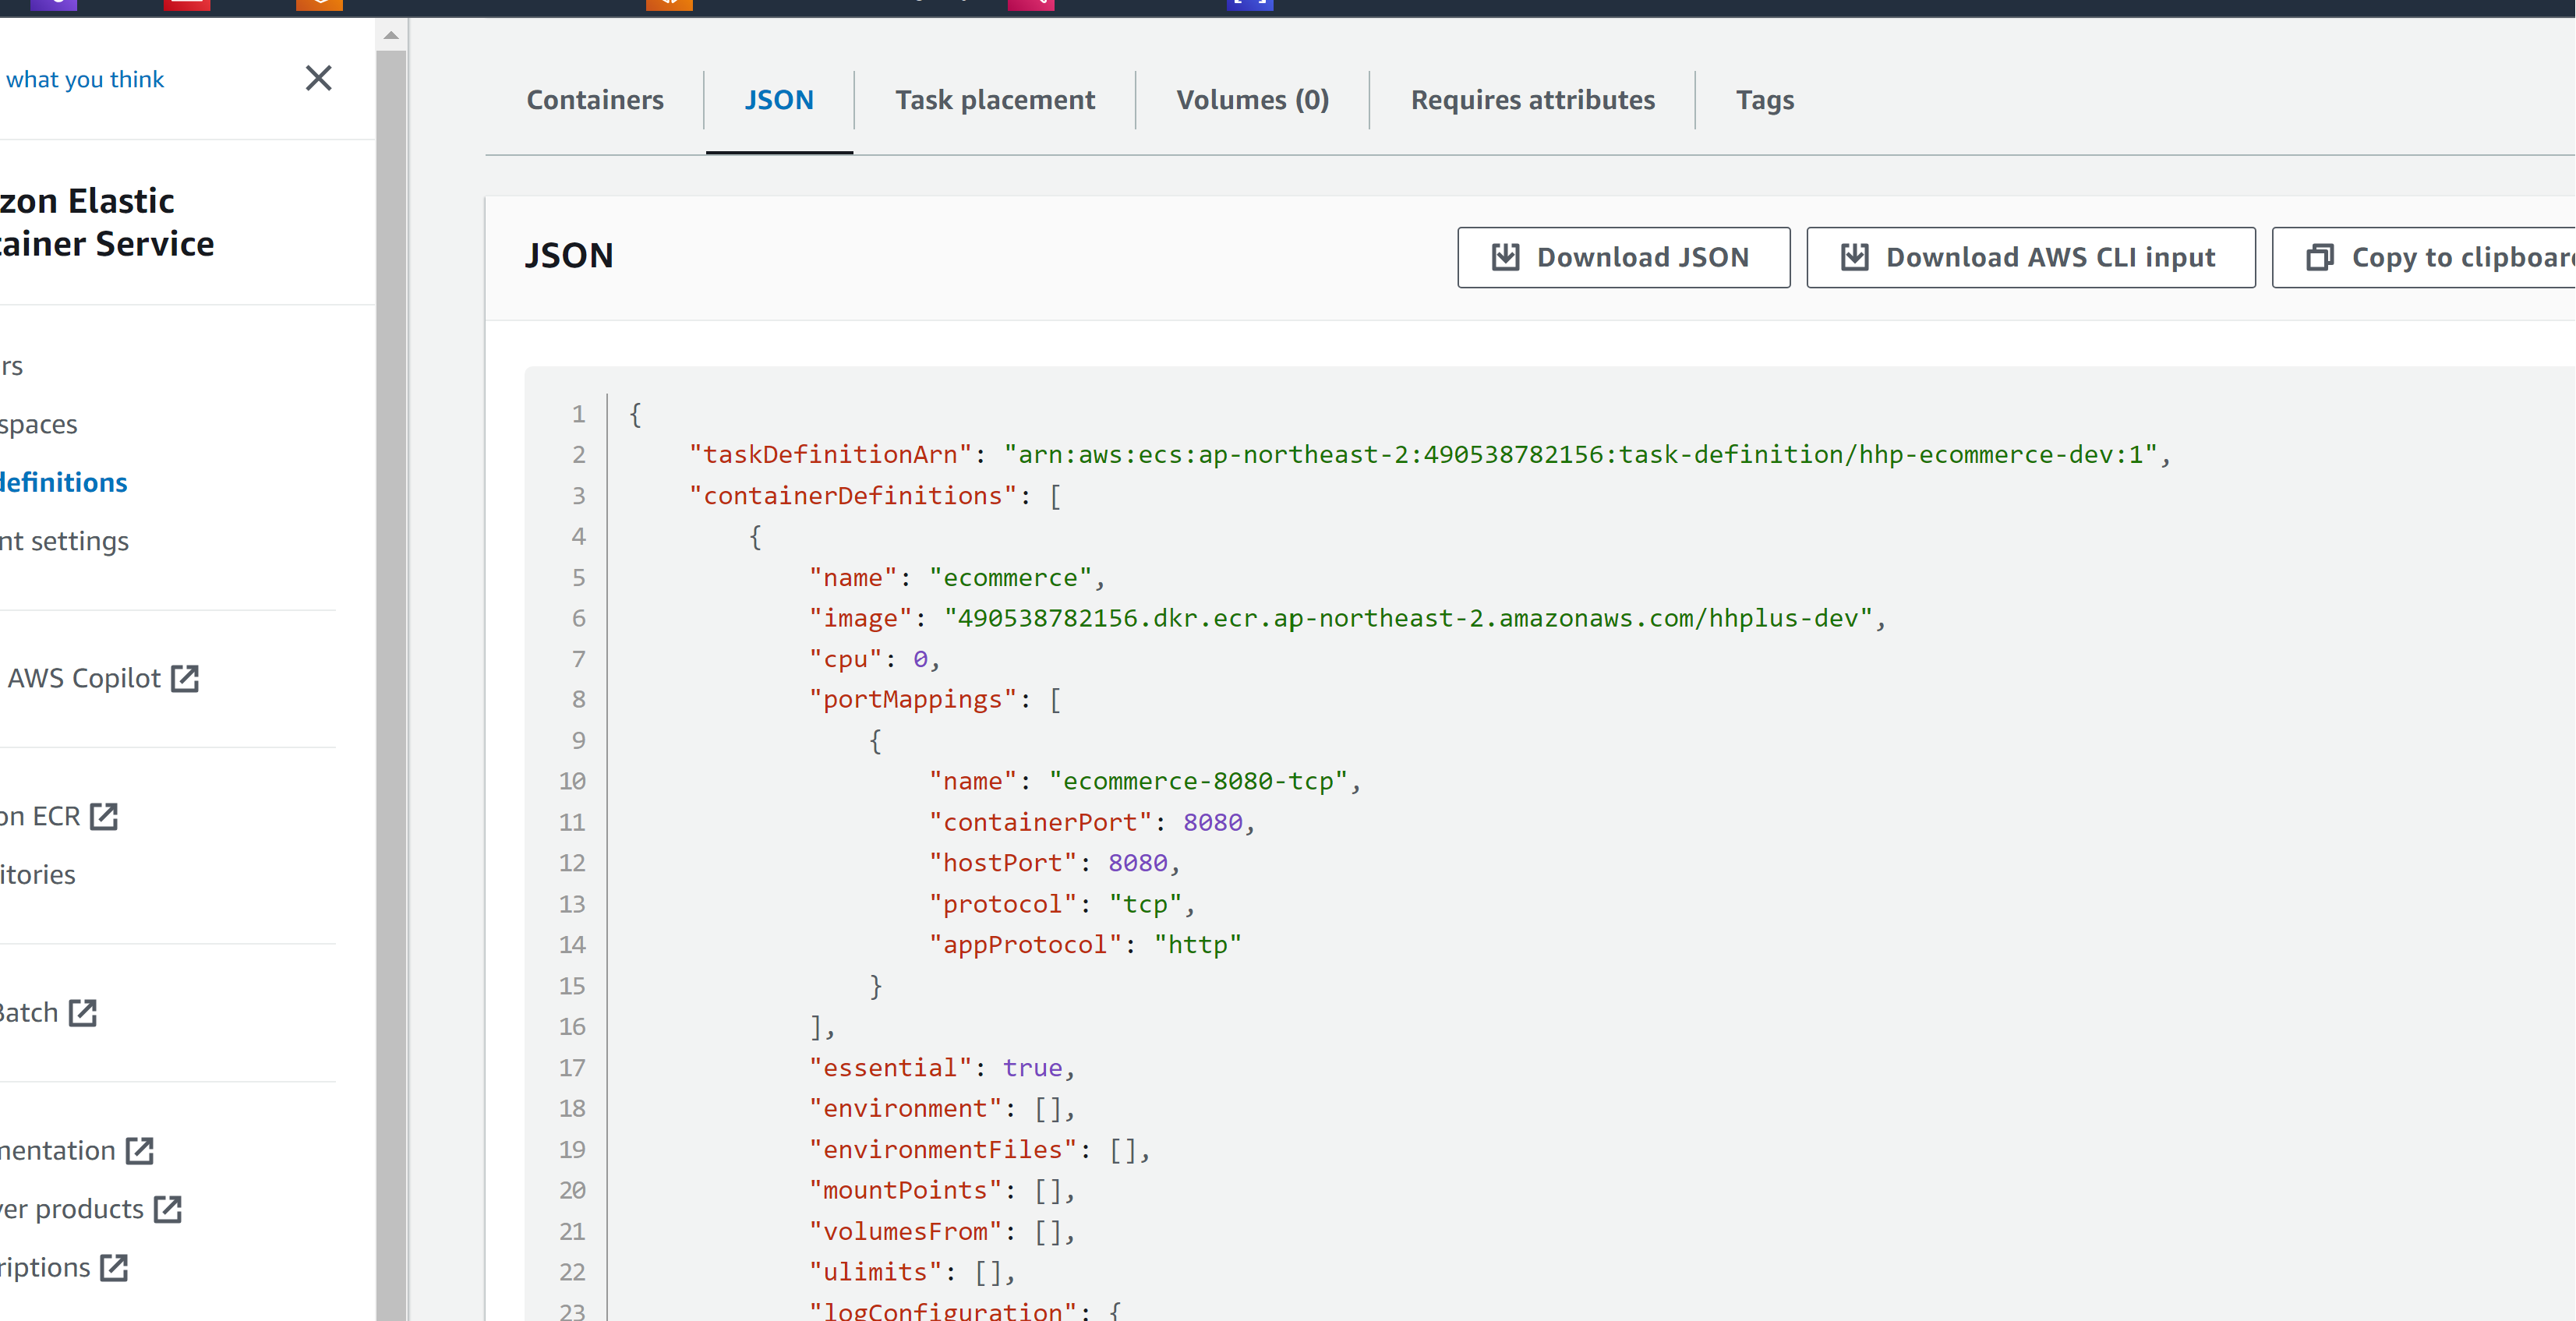 what you think
zon Elastic
tainer Service
rs
spaces
definitions
nt settings
AWS Copilot
on ECR
itories
Batch
mentation
ver products
riptions
Containers
JSON
Task placement
Volumes (0)
Requires attributes
Tags
JSON
Download JSON
Download AWS CLI input
Copy to clipboard
1 {
2 "taskDefinitionArn": "arn:aws:ecs:ap-northeast-2:490538782156:task-definition/hhp-ecommerce-dev:1",
3 "containerDefinitions": [
4 {
5 "name": "ecommerce",
6 "image": "490538782156.dkr.ecr.ap-northeast-2.amazonaws.com/hhplus-dev",
7 "cpu": 0,
8 "portMappings": [
9 {
10 "name": "ecommerce-8080-tcp",
11 "containerPort": 8080,
12 "hostPort": 8080,
13 "protocol": "tcp",
14 "appProtocol": "http"
15 }
16 ],
17 "essential": true,
18 "environment": [],
19 "environmentFiles": [],
20 "mountPoints": [],
21 "volumesFrom": [],
22 "ulimits": [],
23 "logConfiguration": {